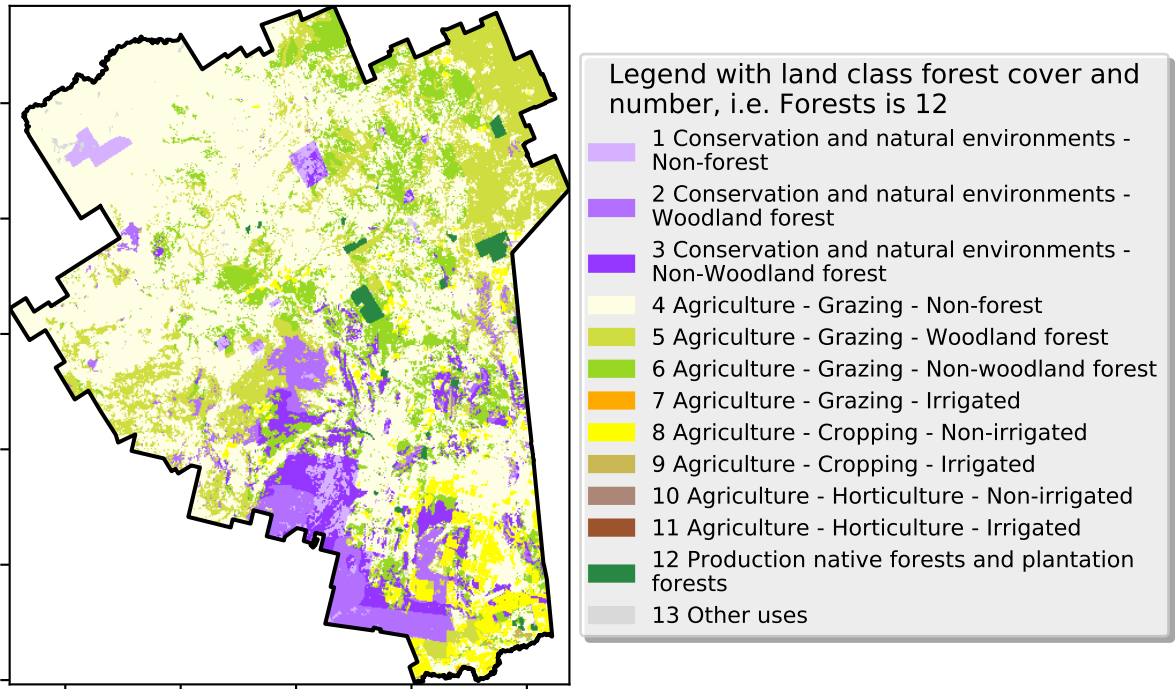 Legend with land class forest cover and
number, i.e. Forests is 12
1 Conservation and natural environments -
Non-forest
2 Conservation and natural environments -
Woodland forest
3 Conservation and natural environments -
Non-Woodland forest
4 Agriculture - Grazing - Non-forest
5 Agriculture - Grazing - Woodland forest
6 Agriculture - Grazing - Non-woodland forest
7 Agriculture - Grazing - Irrigated
8 Agriculture - Cropping - Non-irrigated
9 Agriculture - Cropping - Irrigated
10 Agriculture - Horticulture - Non-irrigated
11 Agriculture - Horticulture - Irrigated
12 Production native forests and plantation
forests
13 Other uses